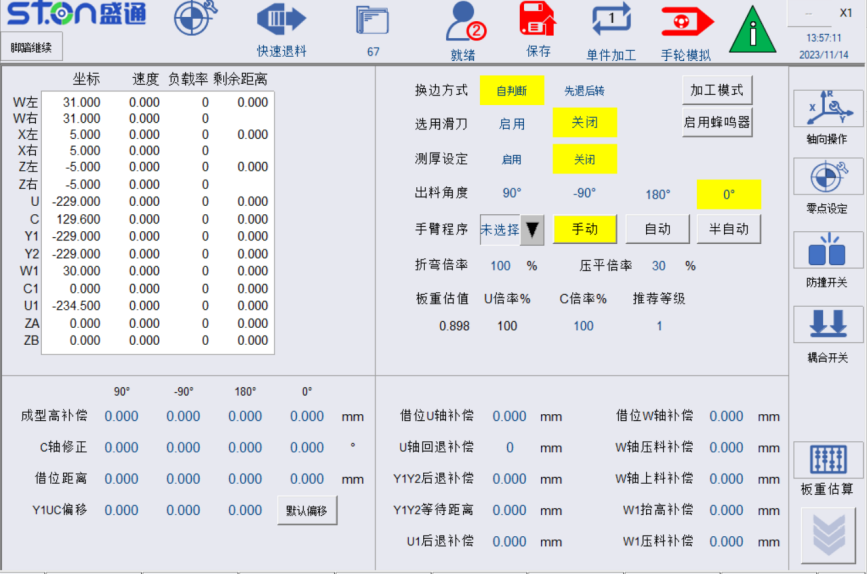 STON盛通
脚踏继续
快速退料
67
2
就绪
保存
1
单件加工
手轮模拟
--
X1
13:57:11
2023/11/14
坐标 速度 负载率 剩余距离
W左 31.000 0.000 0 0.000
W右 31.000 0.000 0
X左 5.000 0.000 0 0.000
X右 5.000 0.000 0
Z左 -5.000 0.000 0 0.000
Z右 -5.000 0.000 0
U -229.000 0.000 0 0.000
C 129.600 0.000 0 0.000
Y1 -229.000 0.000 0 0.000
Y2 -229.000 0.000 0 0.000
W1 30.000 0.000 0 0.000
C1 0.000 0.000 0 0.000
U1 -234.500 0.000 0 0.000
ZA 0.000 0.000 0 0.000
ZB 0.000 0.000 0 0.000
换边方式 自判断 先退后转 加工模式
选用滑刀 启用 关闭 启用蜂鸣器
测厚设定 启用 关闭
出料角度 90° -90° 180° 0°
手臂程序 未选择 手动 自动 半自动
折弯倍率 100 % 压平倍率 30 %
板重估值 U倍率% C倍率% 推荐等级
0.898 100 100 1
R
X
Y
轴向操作
零点设定
防撞开关
耦合开关
板重估算
90° -90° 180° 0°
成型高补偿 0.000 0.000 0.000 0.000 mm
C轴修正 0.000 0.000 0.000 0.000 °
借位距离 0.000 0.000 0.000 0.000 mm
Y1UC偏移 0.000 0.000 0.000 默认偏移
借位U轴补偿 0.000 mm 借位W轴补偿 0.000 mm
U轴回退补偿 0 mm W轴压料补偿 0.000 mm
Y1Y2后退补偿 0.000 mm W轴上料补偿 0.000 mm
Y1Y2等待距离 0.000 mm W1抬高补偿 0.000 mm
U1后退补偿 0.000 mm W1压料补偿 0.000 mm